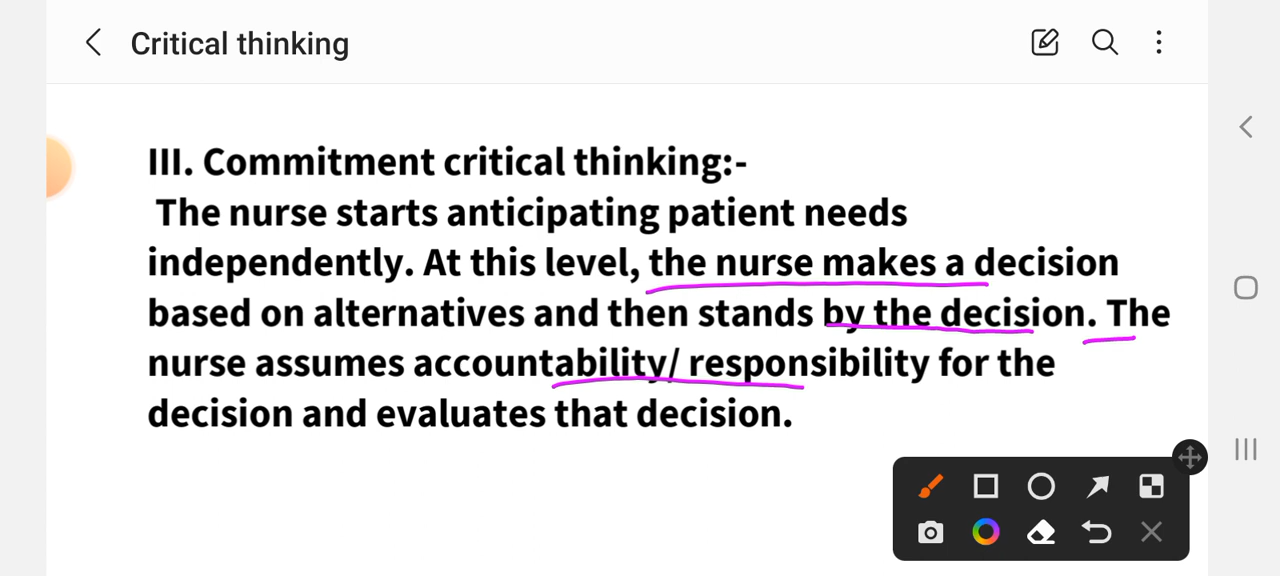 Critical thinking
III. Commitment critical thinking:-
The nurse starts anticipating patient needs
independently. At this level, the nurse makes a decision
based on alternatives and then stands by the decision. The
nurse assumes accountability/ responsibility for the
decision and evaluates that decision.